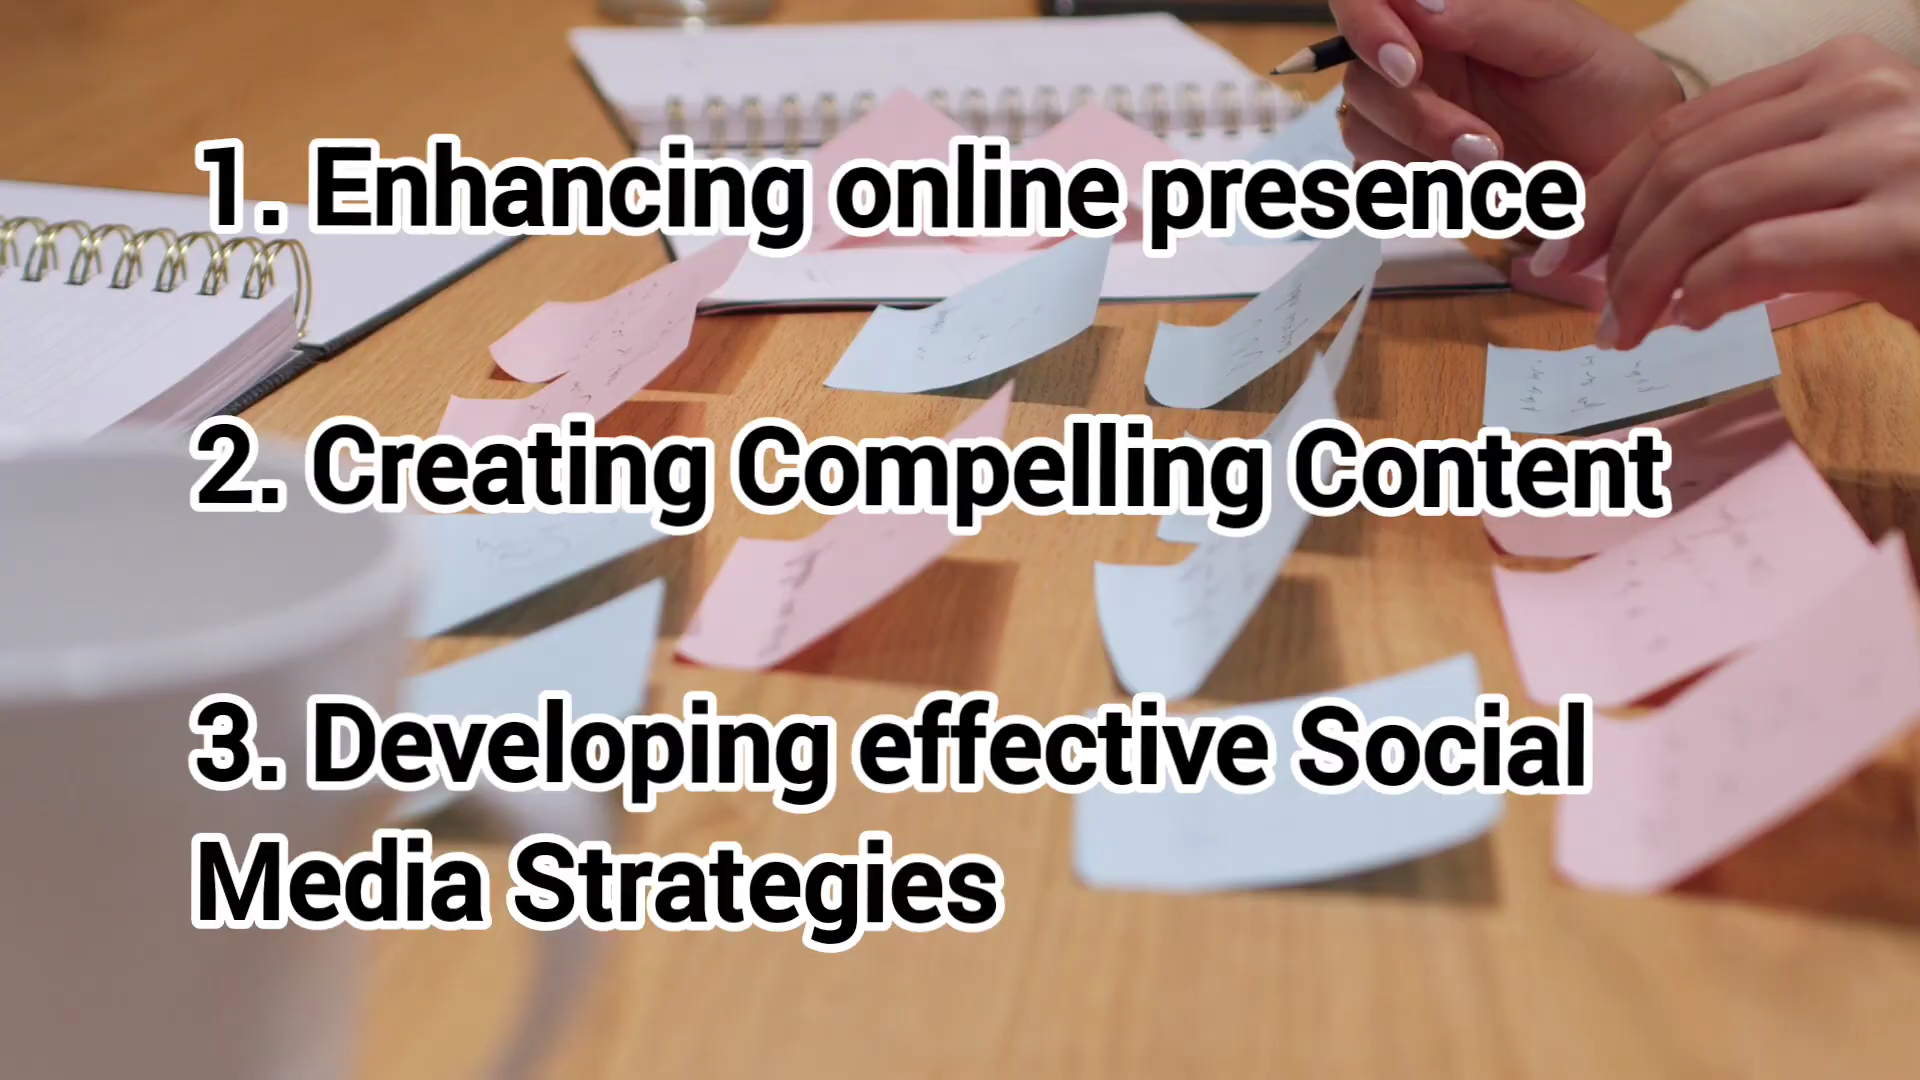 1. Enhancing online presence
2. Creating Compelling Content
3. Developing effective Social
Media Strategies